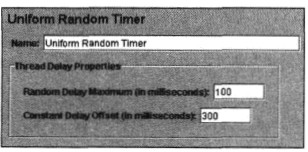 Uniform Random Timer
Name: Uniform Random Timer
Thread Delay Properties
Random Delay Maximum (in milliseconds): 100
Constant Delay Offset (in milliseconds): 300